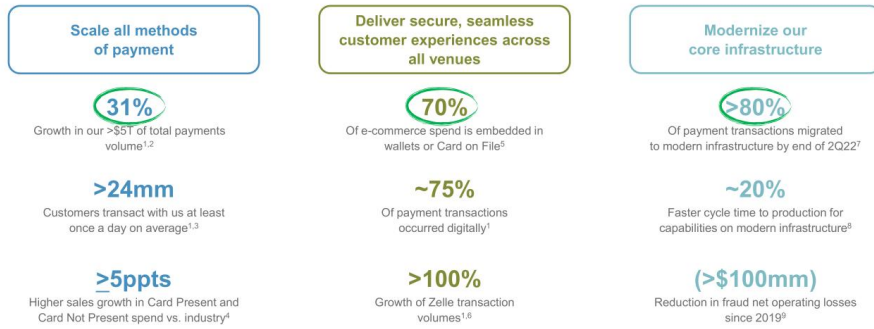 Scale all methods
of payment
31%
Growth in our >$5T of total payments
volume1,2
>24mm
Customers transact with us at least
once a day on average1,3
>5ppts
Higher sales growth in Card Present and
Card Not Present spend vs. industry4
Deliver secure, seamless
customer experiences across
all venues
70%
Of e-commerce spend is embedded in
wallets or Card on File5
~75%
Of payment transactions
occurred digitally1
>100%
Growth of Zelle transaction
volumes1,6
Modernize our
core infrastructure
>80%
Of payment transactions migrated
to modern infrastructure by end of 2Q227
~20%
Faster cycle time to production for
capabilities on modern infrastructure8
(>$100mm)
Reduction in fraud net operating losses
since 20199